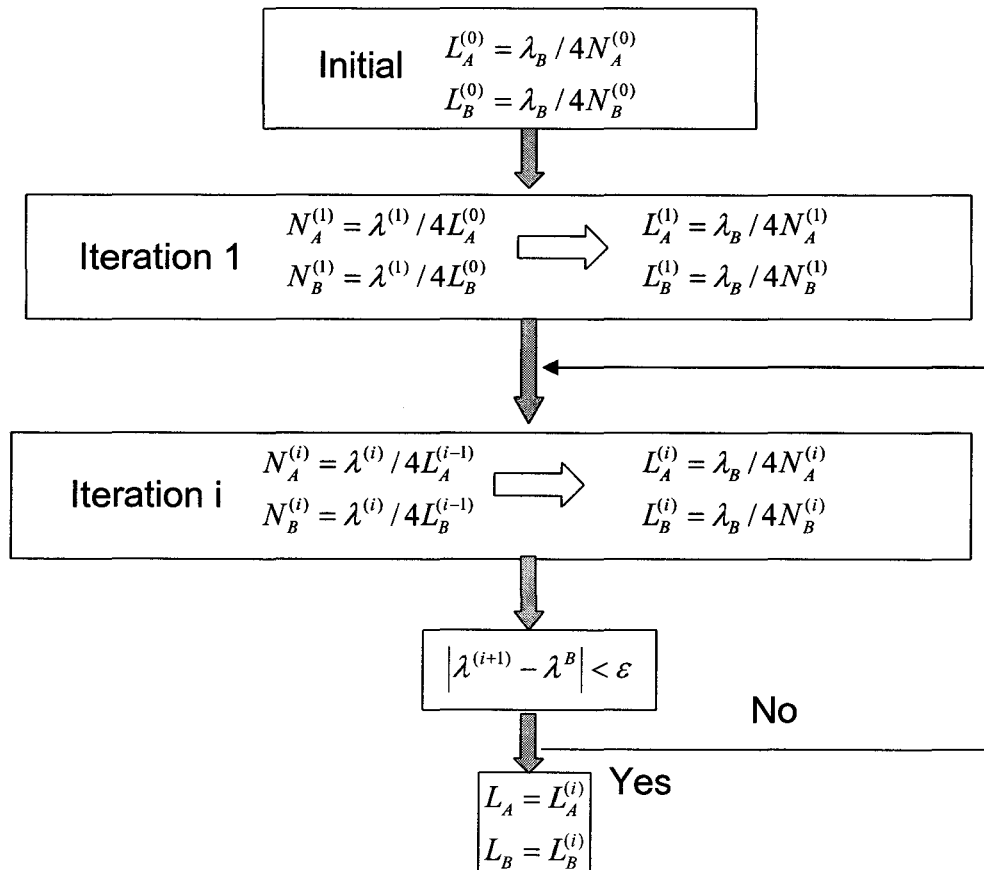 Initial
L_A^{(0)} = λ_B / 4N_A^{(0)}
L_B^{(0)} = λ_B / 4N_B^{(0)}
Iteration 1
N_A^{(1)} = λ^{(1)} / 4L_A^{(0)}
N_B^{(1)} = λ^{(1)} / 4L_B^{(0)}
L_A^{(1)} = λ_B / 4N_A^{(1)}
L_B^{(1)} = λ_B / 4N_B^{(1)}
Iteration i
N_A^{(i)} = λ^{(i)} / 4L_A^{(i-1)}
N_B^{(i)} = λ^{(i)} / 4L_B^{(i-1)}
L_A^{(i)} = λ_B / 4N_A^{(i)}
L_B^{(i)} = λ_B / 4N_B^{(i)}
|λ^{(i+1)} − λ^B| < ε
No
Yes
L_A = L_A^{(i)}
L_B = L_B^{(i)}